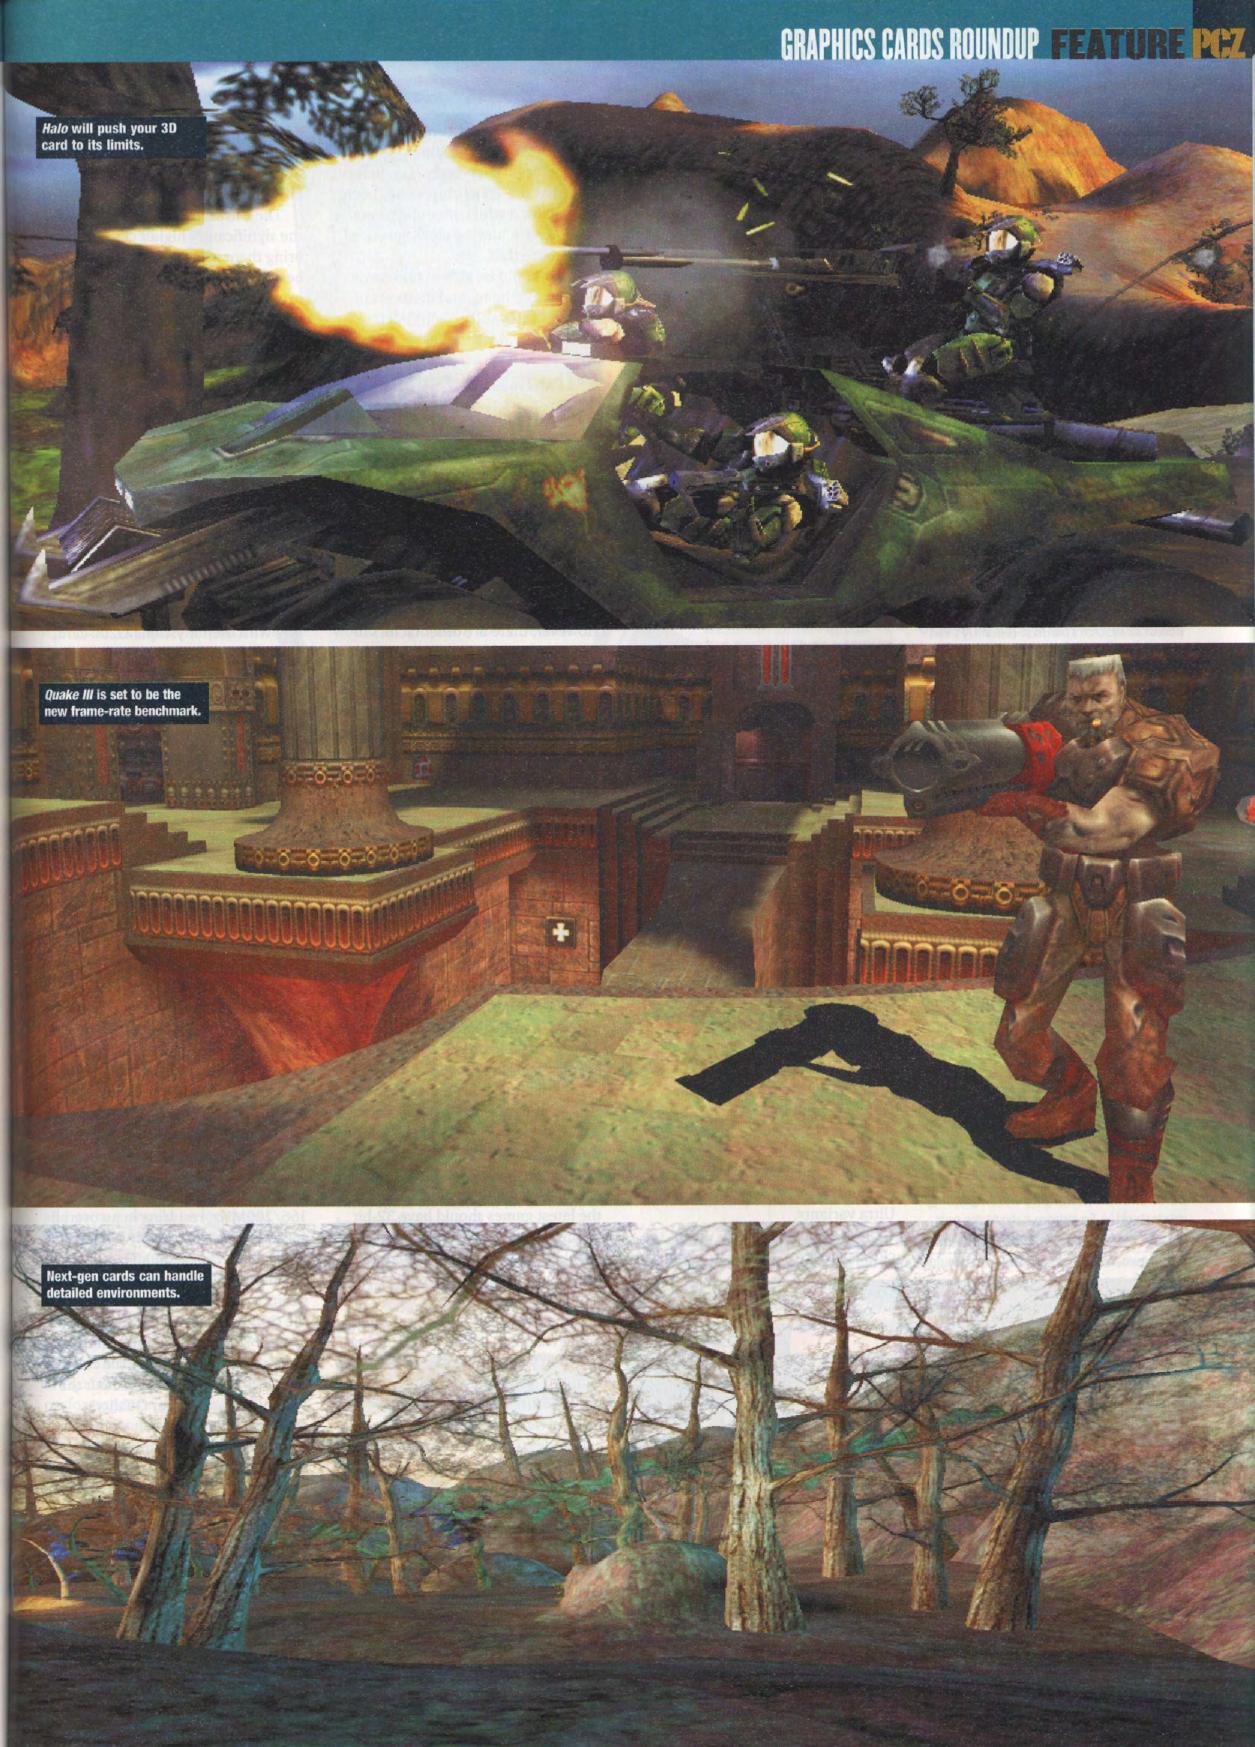 GRAPHICS CARDS ROUNDUP FEATURE PCZ
Halo will push your 3D
card to its limits.
Quake III is set to be the
new frame-rate benchmark.
Next-gen cards can handle
detailed environments.